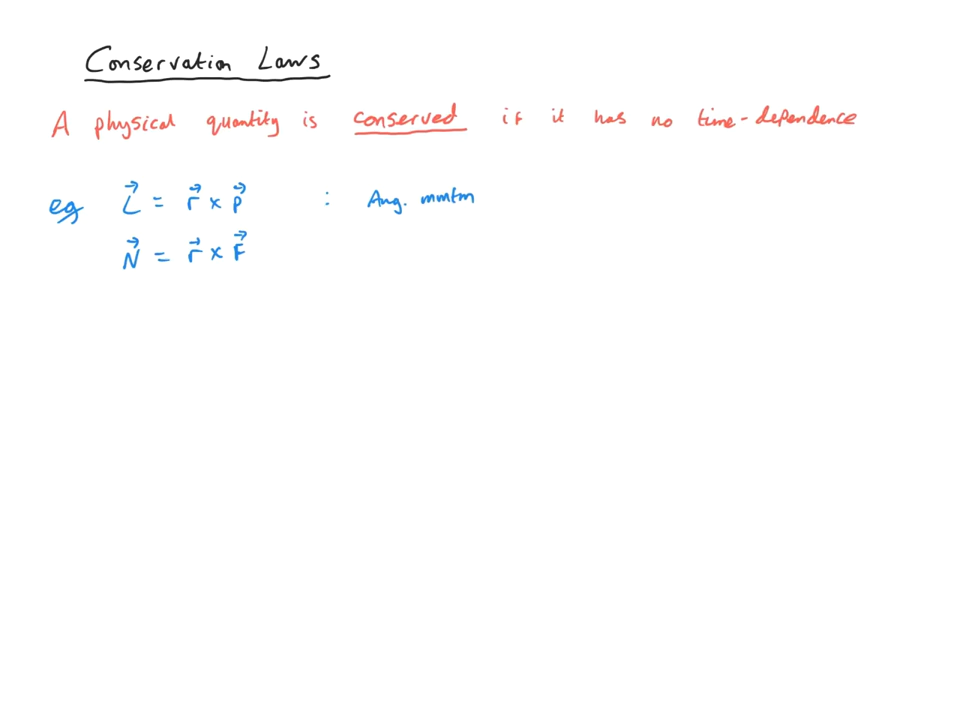 Conservation Laws
A physical quantity is conserved if it has no time-dependence
eg L⃗ = r⃗ × p⃗ : Ang. mmtm
N⃗ = r⃗ × F⃗